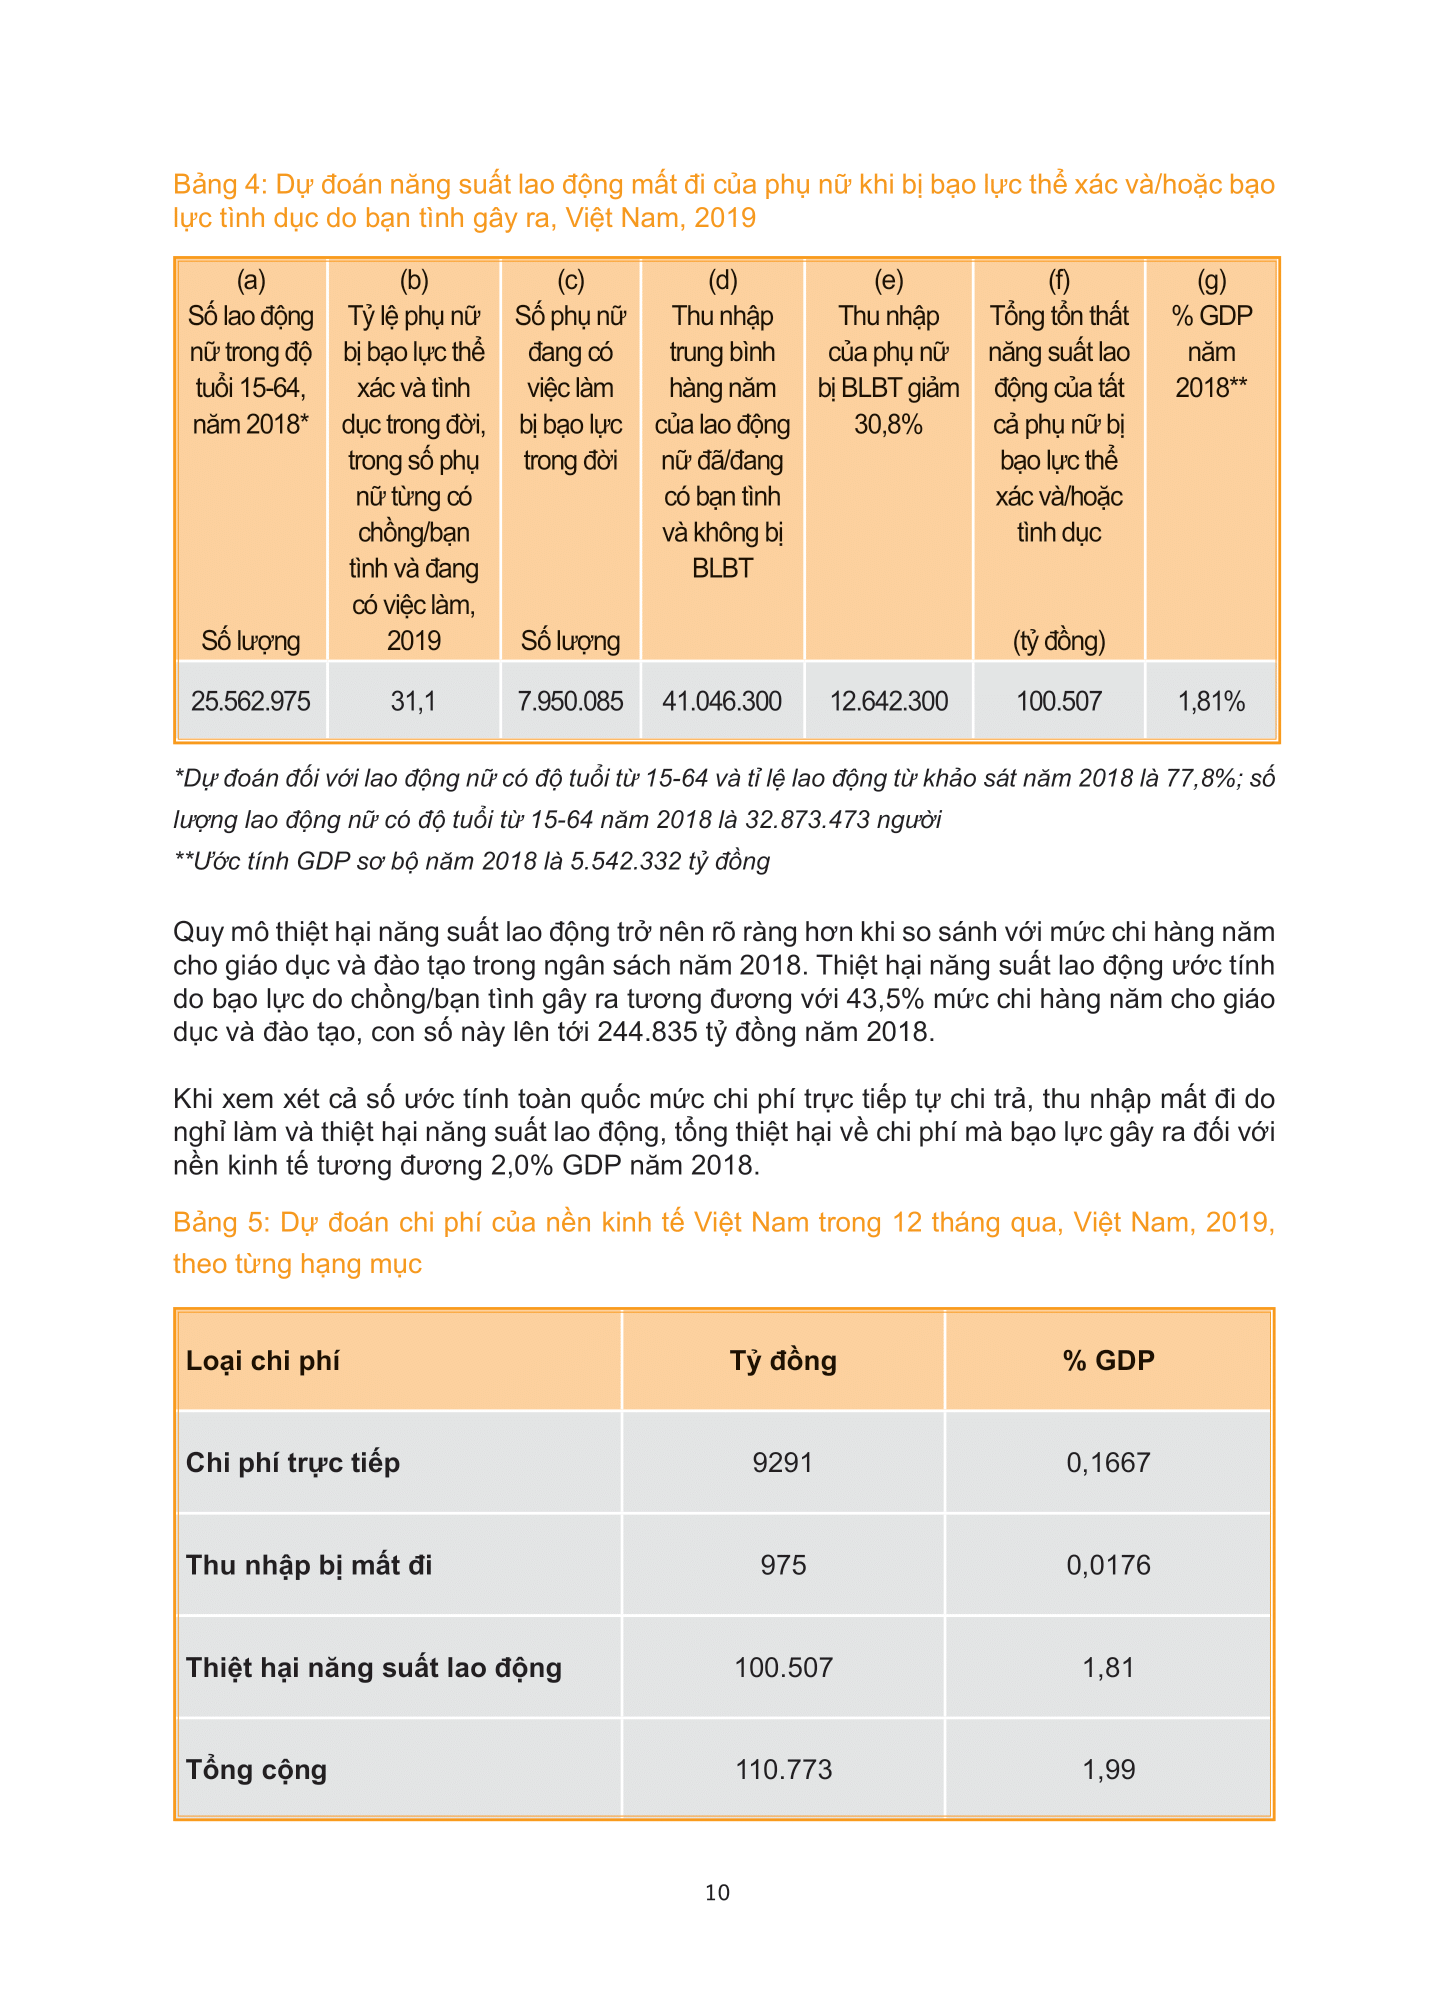 Bảng 4: Dự đoán năng suất lao động mất đi của phụ nữ khi bị bạo lực thể xác và/hoặc bạo
lực tình dục do bạn tình gây ra, Việt Nam, 2019
(a)
Số lao động
nữ trong độ
tuổi 15-64,
năm 2018*
Số lượng
(b)
Tỷ lệ phụ nữ
bị bạo lực thể
xác và tình
dục trong đời,
trong số phụ
nữ từng có
chồng/bạn
tình và đang
có việc làm,
2019
(c)
Số phụ nữ
đang có
việc làm
bị bạo lực
trong đời
Số lượng
(d)
Thu nhập
trung bình
hàng năm
của lao động
nữ đã/đang
có bạn tình
và không bị
BLBT
(e)
Thu nhập
của phụ nữ
bị BLBT giảm
30,8%
(f)
Tổng tổn thất
năng suất lao
động của tất
cả phụ nữ bị
bạo lực thể
xác và/hoặc
tình dục
(tỷ đồng)
(g)
% GDP
năm
2018**
25.562.975 31,1 7.950.085 41.046.300 12.642.300 100.507 1,81%
*Dự đoán đối với lao động nữ có độ tuổi từ 15-64 và tỉ lệ lao động từ khảo sát năm 2018 là 77,8%; số
lượng lao động nữ có độ tuổi từ 15-64 năm 2018 là 32.873.473 người
**Ước tính GDP sơ bộ năm 2018 là 5.542.332 tỷ đồng
Quy mô thiệt hại năng suất lao động trở nên rõ ràng hơn khi so sánh với mức chi hàng năm
cho giáo dục và đào tạo trong ngân sách năm 2018. Thiệt hại năng suất lao động ước tính
do bạo lực do chồng/bạn tình gây ra tương đương với 43,5% mức chi hàng năm cho giáo
dục và đào tạo, con số này lên tới 244.835 tỷ đồng năm 2018.
Khi xem xét cả số ước tính toàn quốc mức chi phí trực tiếp tự chi trả, thu nhập mất đi do
nghỉ làm và thiệt hại năng suất lao động, tổng thiệt hại về chi phí mà bạo lực gây ra đối với
nền kinh tế tương đương 2,0% GDP năm 2018.
Bảng 5: Dự đoán chi phí của nền kinh tế Việt Nam trong 12 tháng qua, Việt Nam, 2019,
theo từng hạng mục
Loại chi phí Tỷ đồng % GDP
Chi phí trực tiếp 9291 0,1667
Thu nhập bị mất đi 975 0,0176
Thiệt hại năng suất lao động 100.507 1,81
Tổng cộng 110.773 1,99
10